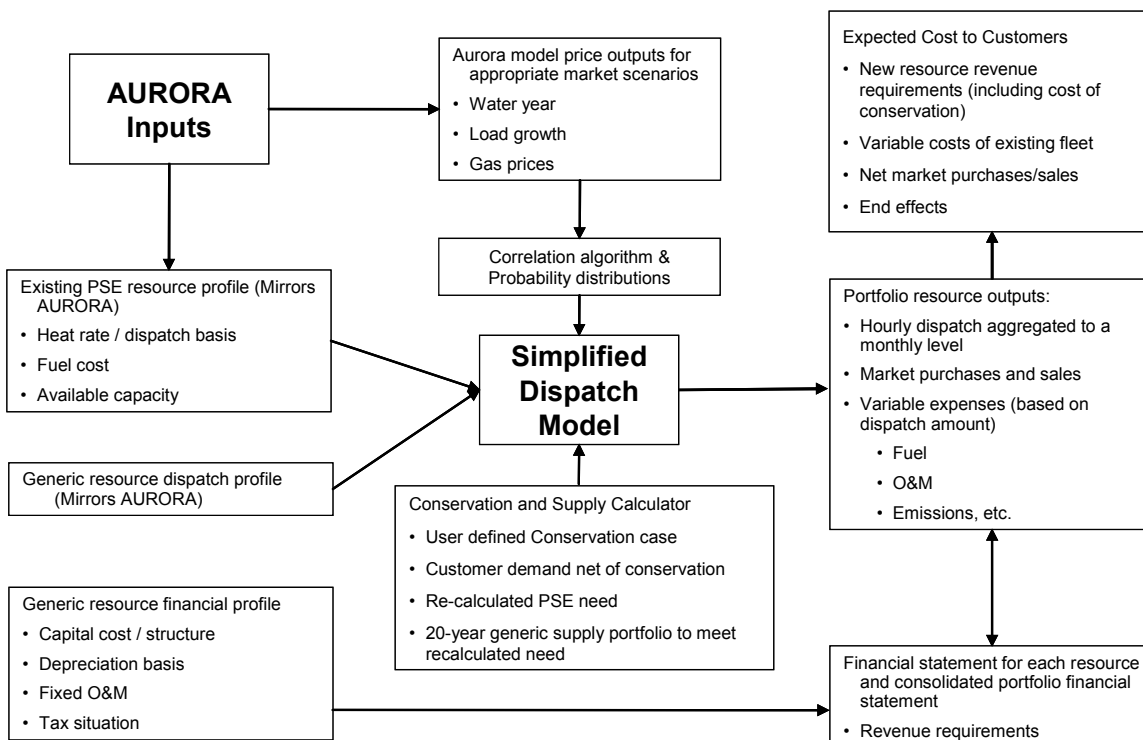 AURORA
Inputs
Aurora model price outputs for
appropriate market scenarios
• Water year
• Load growth
• Gas prices
Expected Cost to Customers
• New resource revenue
requirements (including cost of
conservation)
• Variable costs of existing fleet
• Net market purchases/sales
• End effects
Correlation algorithm &
Probability distributions
Existing PSE resource profile (Mirrors
AURORA)
• Heat rate / dispatch basis
• Fuel cost
• Available capacity
Simplified
Dispatch
Model
Portfolio resource outputs:
• Hourly dispatch aggregated to a
monthly level
• Market purchases and sales
• Variable expenses (based on
dispatch amount)
• Fuel
• O&M
• Emissions, etc.
Generic resource dispatch profile
(Mirrors AURORA)
Conservation and Supply Calculator
• User defined Conservation case
• Customer demand net of conservation
• Re-calculated PSE need
• 20-year generic supply portfolio to meet
recalculated need
Generic resource financial profile
• Capital cost / structure
• Depreciation basis
• Fixed O&M
• Tax situation
Financial statement for each resource
and consolidated portfolio financial
statement
• Revenue requirements